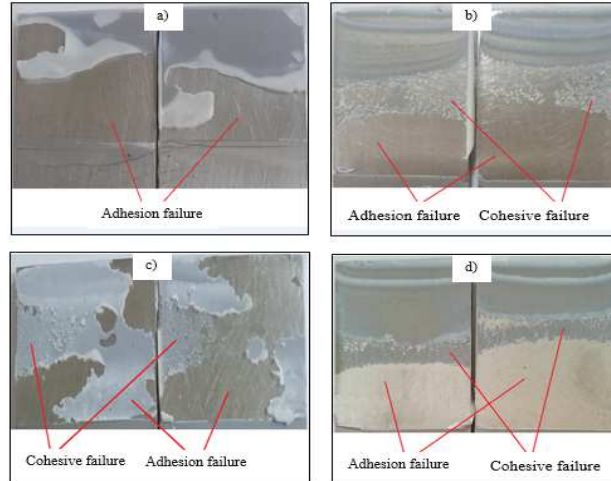 a)
Adhesion failure
b)
Adhesion failure Cohesive failure
c)
Cohesive failure Adhesion failure
d)
Adhesion failure Cohesive failure